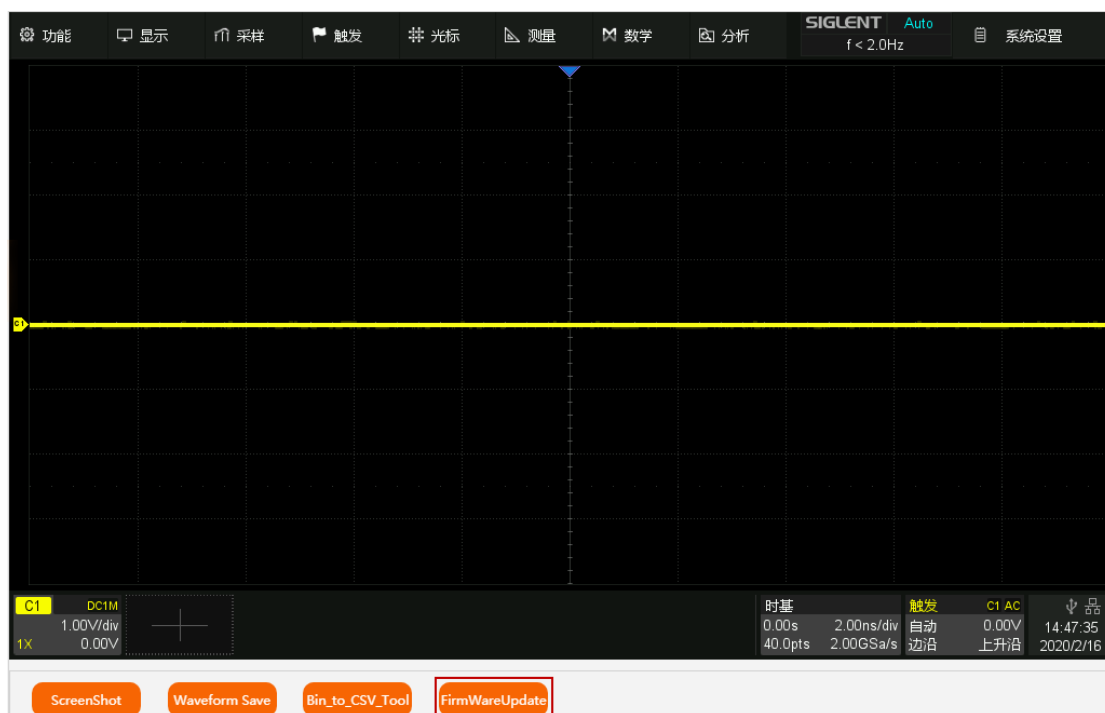 功能 显示 采样 触发 光标 测量 数学 分析 SIGLENT Auto 系统设置
f < 2.0Hz
C1
C1 DC1M 时基 触发 C1 AC
1.00V/div 0.00s 2.00ns/div 自动 0.00V 14:47:35
1X 0.00V 40.0pts 2.00GSa/s 边沿 上升沿 2020/2/16
ScreenShot Waveform Save Bin_to_CSV_Tool FirmWareUpdate